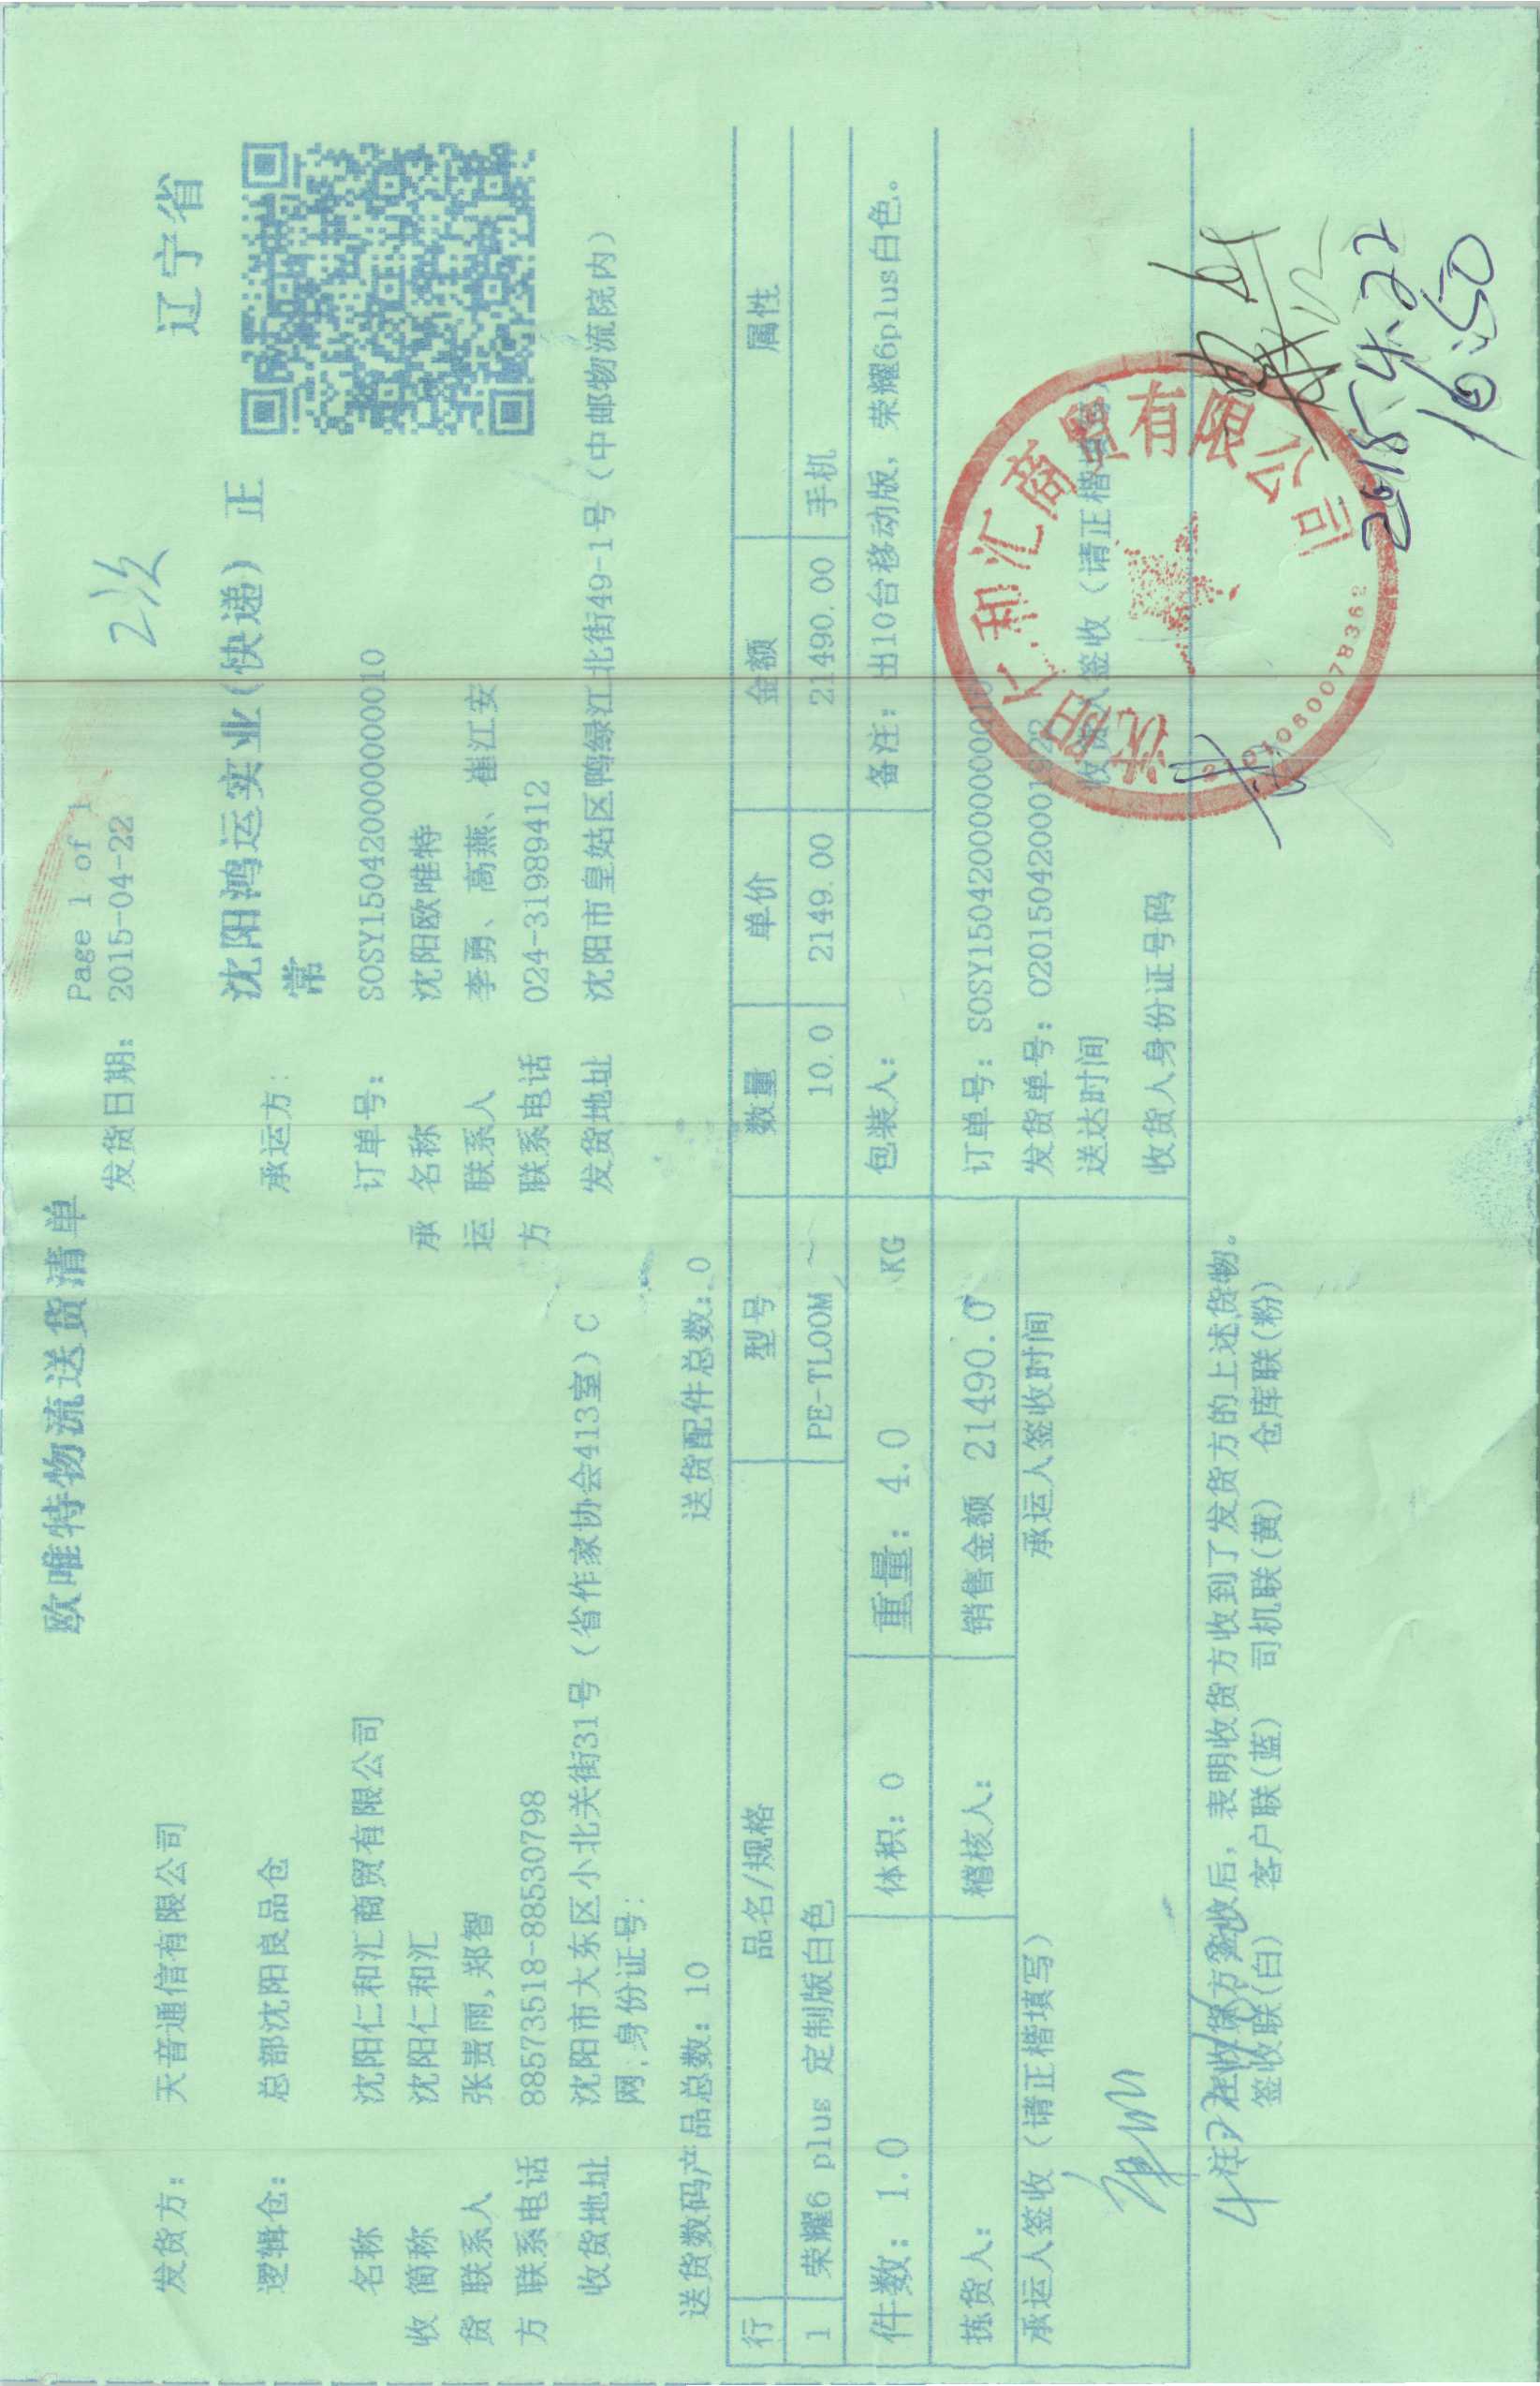 欧唯特物流送货清单
Page 1 of 1
发货日期: 2015-04-22
2次
辽宁省
发货方: 天音通信有限公司
逻辑仓: 总部沈阳良品仓
承运方: 沈阳鸿运实业(快递) 正常
订单号: SOSY150420000000010
收货方
名称 沈阳仁和汇商贸有限公司
简称 沈阳仁和汇
联系人 张贵雨,郑智
联系电话 88573518-88530798
收货地址 沈阳市大东区小北关街31号（省作家协会413室）C
网,身份证号:
承运方
名称 沈阳欧唯特
联系人 李勇、高燕、崔江安
联系电话 024-31989412
发货地址 沈阳市皇姑区鸭绿江北街49-1号（中邮物流院内）
送货数码产品总数: 10 送货配件总数: 0
行 品名/规格 型号 数量 单价 金额 属性
1 荣耀6 plus 定制版白色 PE-TL00M 10.0 2149.00 21490.00 手机
件数: 1.0 体积: 0 重量: 4.0 KG 包装人: 备注: 出10台移动版，荣耀6plus白色。
拣货人: 稽核人: 销售金额 21490.0
订单号: SOSY150420000000010
发货单号:
送达时间
收货人身份证号码
承运人签收（请正楷填写） 承运人签收时间
收货人签收（请正楷填写）
沈阳仁和汇商贸有限公司
2015.4.22
16:50
注:在收货方签收后，表明收货方收到了发货方的上述货物。
签收联(白) 客户联(蓝) 司机联(黄) 仓库联(粉)